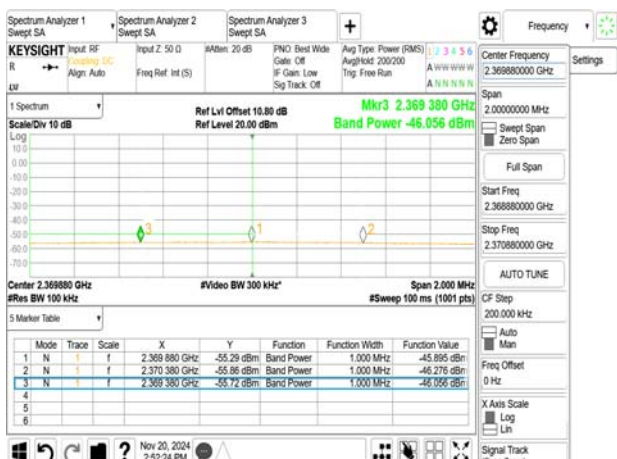 Spectrum Analyzer 1
Swept SA
Spectrum Analyzer 2
Swept SA
Spectrum Analyzer 3
Swept SA
+
Frequency
KEYSIGHT
R
Input: RF
Coupling: DC
Align: Auto
Input Z: 50 Ω
Freq Ref: Int (S)
#Atten: 20 dB
PNO: Best Wide
Gate: Off
IF Gain: Low
Sig Track: Off
Avg Type: Power (RMS)
Avg|Hold: 200/200
Trig: Free Run
1 2 3 4 5 6
A W W W W W
A N N N N N
1 Spectrum
Scale/Div 10 dB
Ref Lvl Offset 10.80 dB
Ref Level 20.00 dBm
Mkr3 2.369 380 GHz
Band Power -46.056 dBm
Log
10.0
0.00
-10.0
-20.0
-30.0
-40.0
-50.0
-60.0
-70.0
3
1
2
Center 2.369880 GHz
#Res BW 100 kHz
#Video BW 300 kHz*
Span 2.000 MHz
#Sweep 100 ms (1001 pts)
5 Marker Table
Mode Trace Scale X Y Function Function Width Function Value
1 N 1 f 2.369 880 GHz -55.29 dBm Band Power 1.000 MHz -45.895 dBm
2 N 1 f 2.370 380 GHz -55.86 dBm Band Power 1.000 MHz -46.276 dBm
3 N 1 f 2.369 380 GHz -55.72 dBm Band Power 1.000 MHz -46.056 dBm
4
5
6
?
Nov 20, 2024
2:52:24 PM
Center Frequency
2.369880000 GHz
Settings
Span
2.00000000 MHz
Swept Span
Zero Span
Full Span
Start Freq
2.368880000 GHz
Stop Freq
2.370880000 GHz
AUTO TUNE
CF Step
200.000 kHz
Auto
Man
Freq Offset
0 Hz
X Axis Scale
Log
Lin
Signal Track